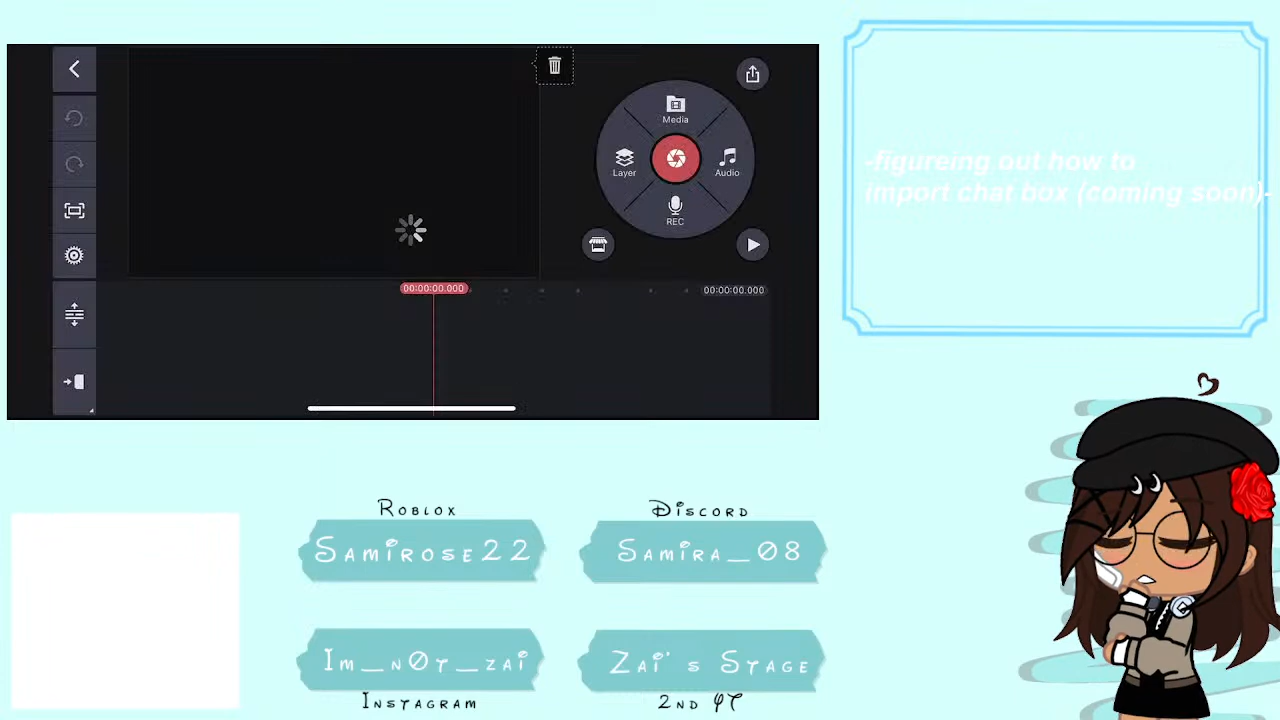 Media
Layer
Audio
REC
00:00:00.000
00:00:00.000
-figureing out how to
import chat box (coming soon)-
Roblox
Samirose22
Discord
Samira_08
Im_n0t_zai
Instagram
Zai's Stage
2nd YT